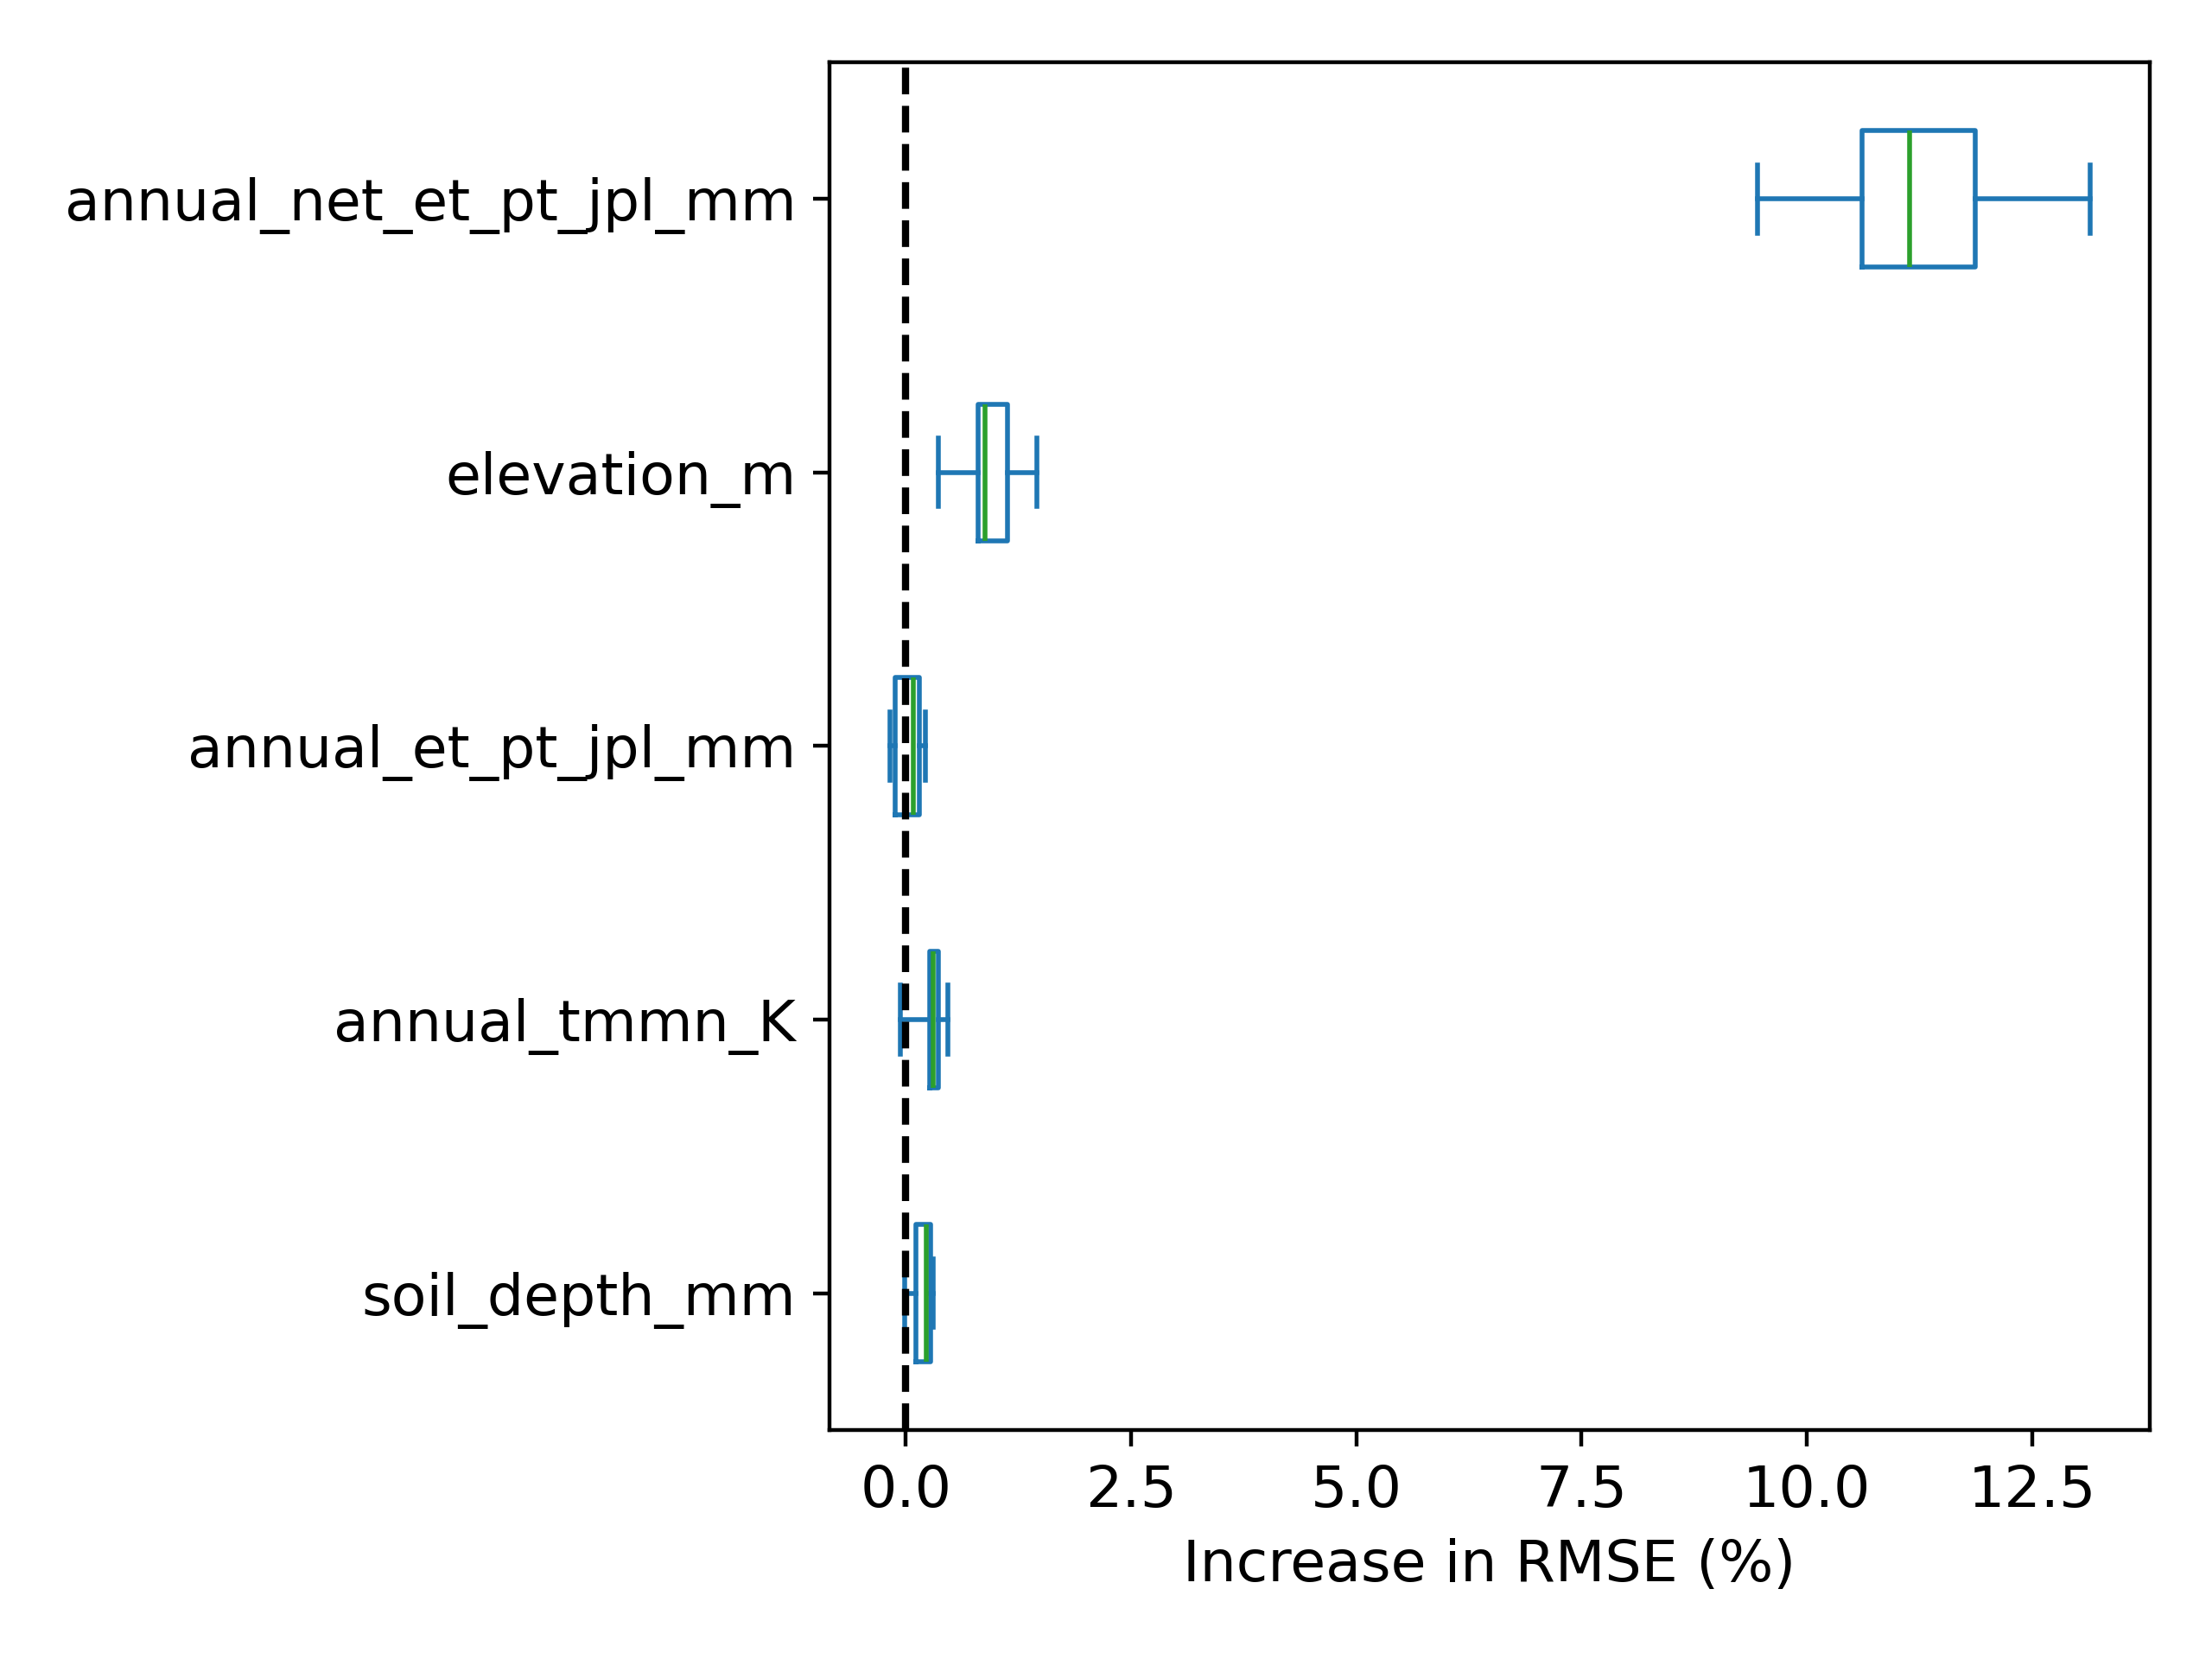 annual_net_et_pt_jpl_mm
elevation_m
annual_et_pt_jpl_mm
annual_tmmn_K
soil_depth_mm
0.0 2.5 5.0 7.5 10.0 12.5
Increase in RMSE (%)